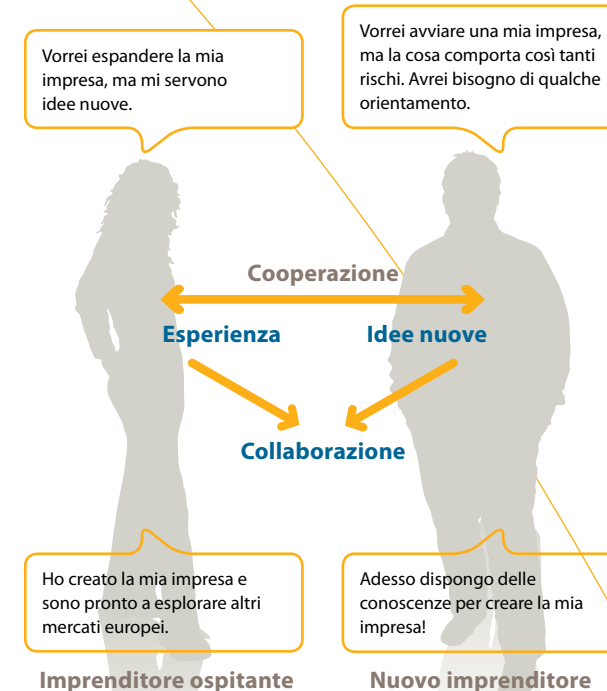 Vorrei espandere la mia
impresa, ma mi servono
idee nuove.
Vorrei avviare una mia impresa,
ma la cosa comporta così tanti
rischi. Avrei bisogno di qualche
orientamento.
Cooperazione
Esperienza
Idee nuove
Collaborazione
Ho creato la mia impresa e
sono pronto a esplorare altri
mercati europei.
Adesso dispongo delle
conoscenze per creare la mia
impresa!
Imprenditore ospitante
Nuovo imprenditore